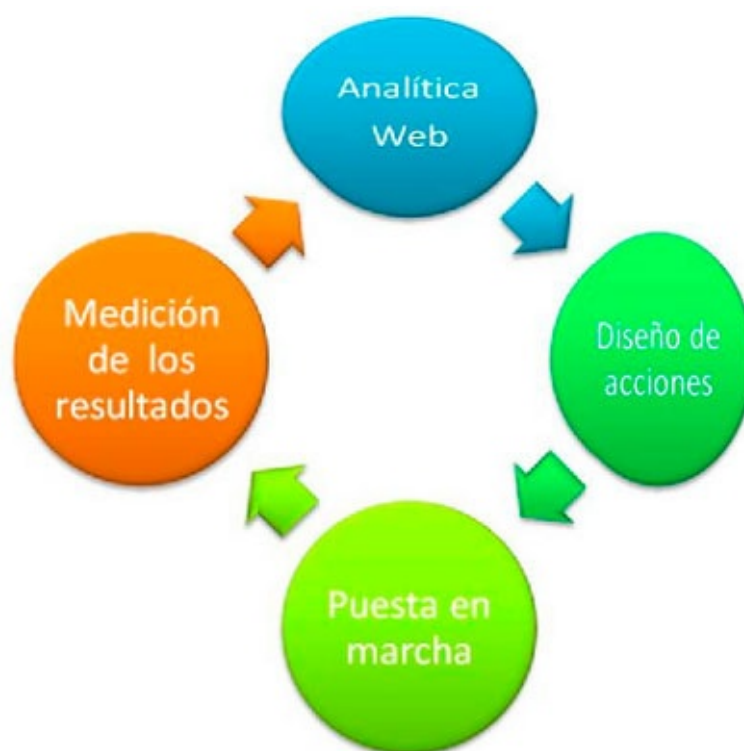 Analítica
Web
Diseño de
acciones
Puesta en
marcha
Medición
de los
resultados